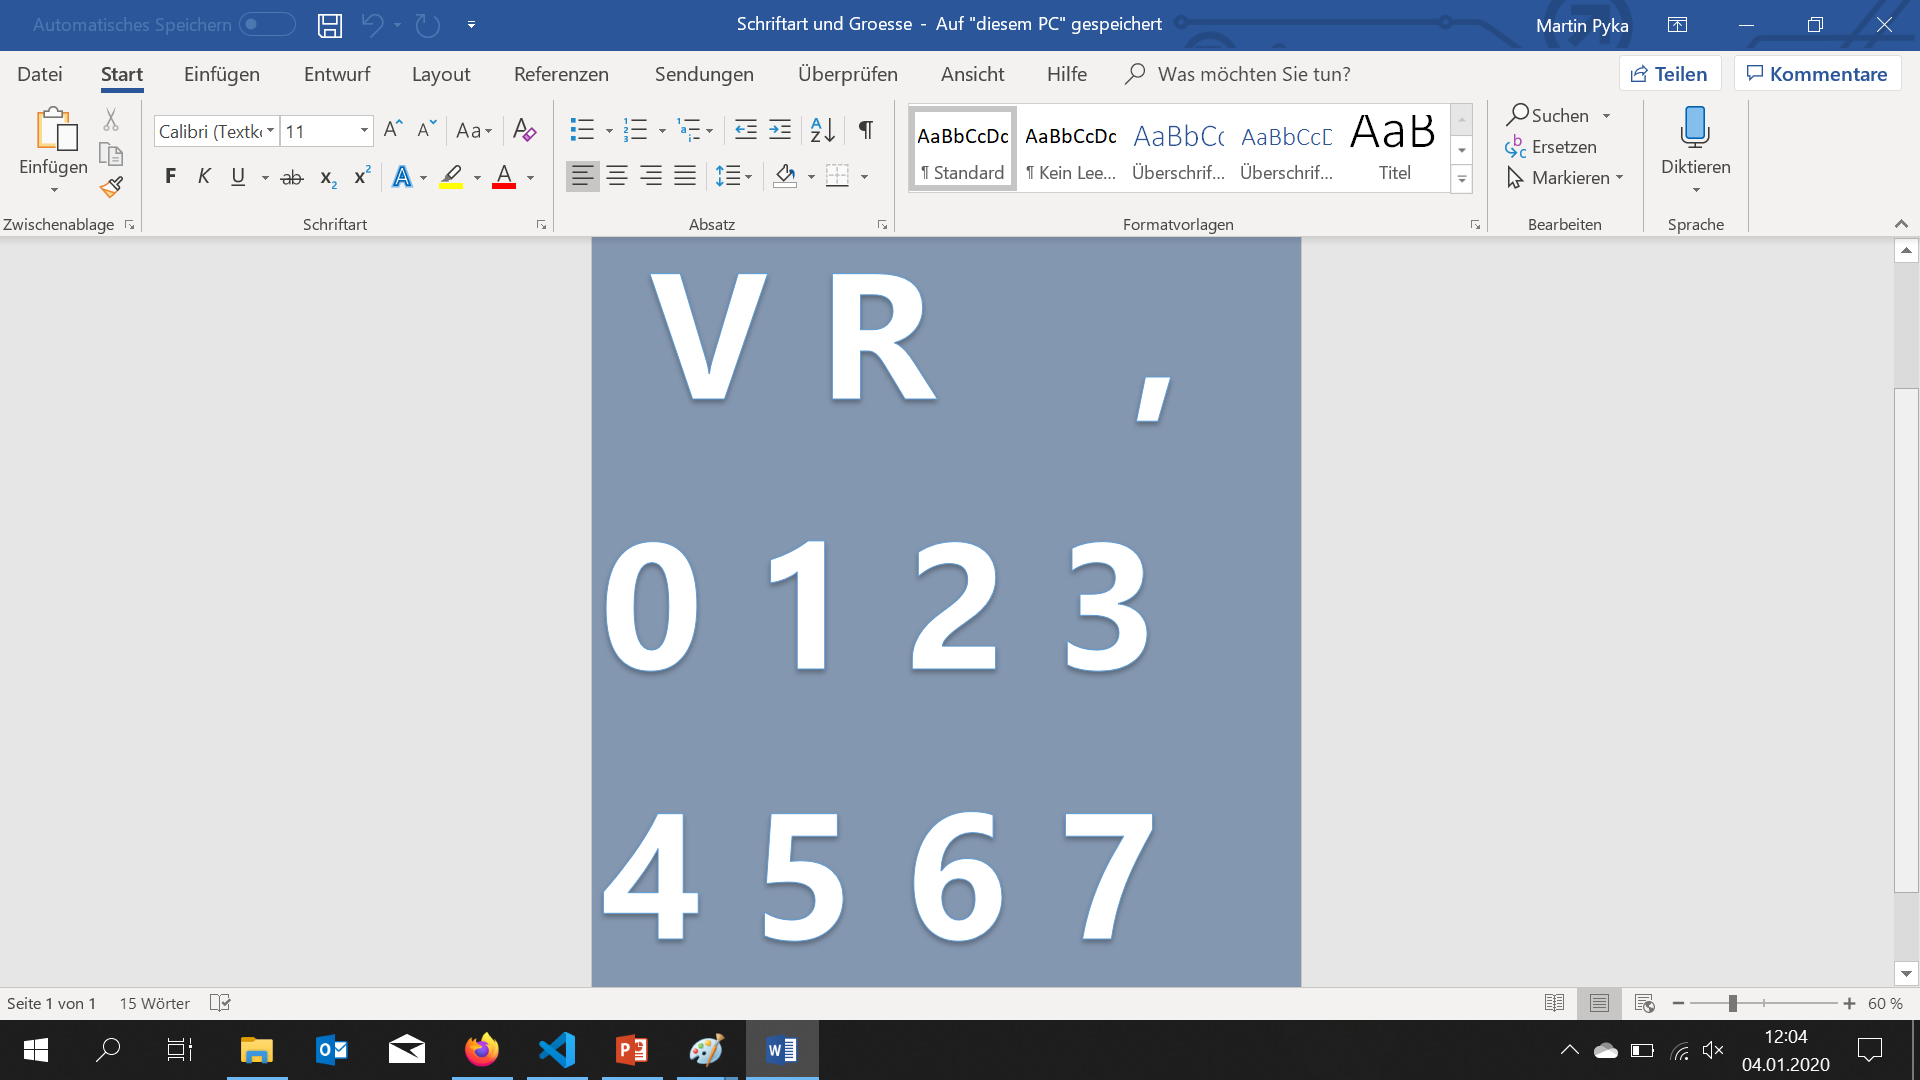 Automatisches Speichern
Schriftart und Groesse - Auf "diesem PC" gespeichert
Martin Pyka
Datei Start Einfügen Entwurf Layout Referenzen Sendungen Überprüfen Ansicht Hilfe Was möchten Sie tun? Teilen Kommentare
Einfügen
Zwischenablage
Calibri (Textk 11
Aa
F K U ab x₂ x² A A
Schriftart
Absatz
AaBbCcDc AaBbCcDc AaBbCc AaBbCcD AaB
¶ Standard ¶ Kein Lee... Überschrif... Überschrif... Titel
Formatvorlagen
Suchen
Ersetzen
Markieren
Bearbeiten
Diktieren
Sprache
V R ,
0 1 2 3
4 5 6 7
Seite 1 von 1 15 Wörter 60 %
12:04
04.01.2020